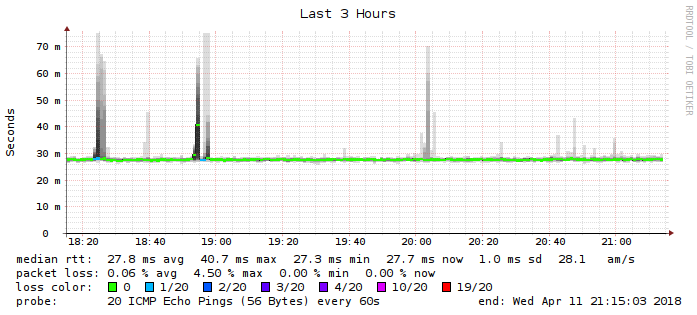 Last 3 Hours
RRDTOOL / TOBI OETIKER
Seconds
70 m
60 m
50 m
40 m
30 m
20 m
10 m
0
18:20 18:40 19:00 19:20 19:40 20:00 20:20 20:40 21:00
median rtt: 27.8 ms avg 40.7 ms max 27.3 ms min 27.7 ms now 1.0 ms sd 28.1 am/s
packet loss: 0.06 % avg 4.50 % max 0.00 % min 0.00 % now
loss color: 0 1/20 2/20 3/20 4/20 10/20 19/20
probe: 20 ICMP Echo Pings (56 Bytes) every 60s end: Wed Apr 11 21:15:03 2018